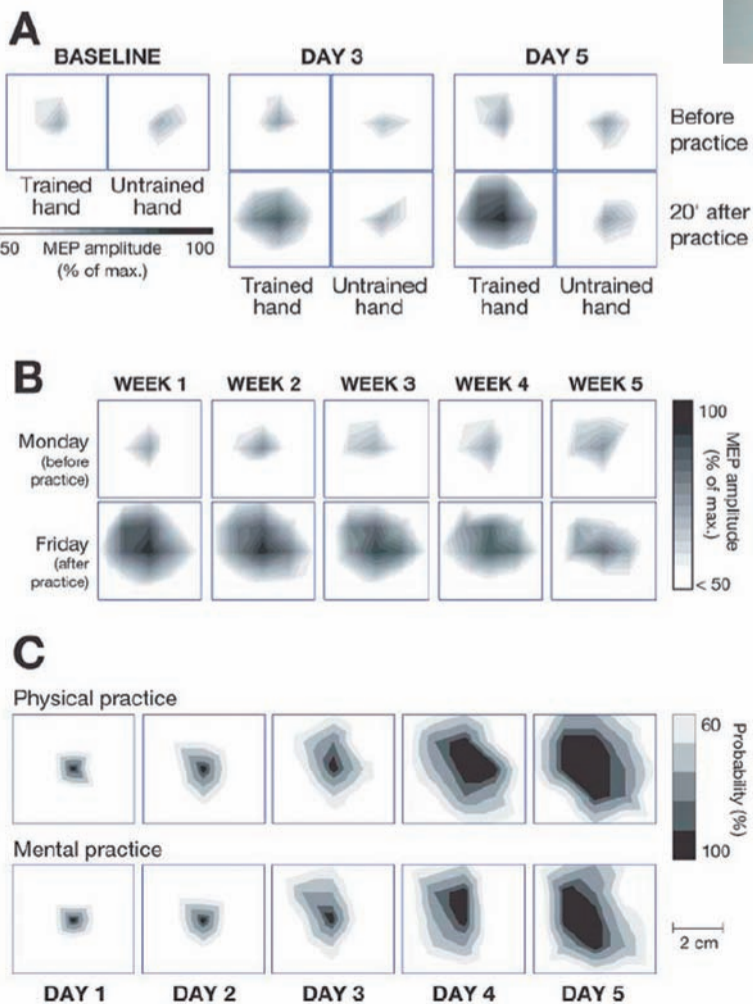 A
BASELINE
DAY 3
DAY 5
Before
practice
Trained
hand
Untrained
hand
20' after
practice
50 MEP amplitude 100
(% of max.)
Trained
hand
Untrained
hand
Trained
hand
Untrained
hand
B
WEEK 1
WEEK 2
WEEK 3
WEEK 4
WEEK 5
Monday
(before
practice)
Friday
(after
practice)
100
MEP amplitude
(% of max.)
< 50
C
Physical practice
60
Probability (%)
100
Mental practice
2 cm
DAY 1
DAY 2
DAY 3
DAY 4
DAY 5